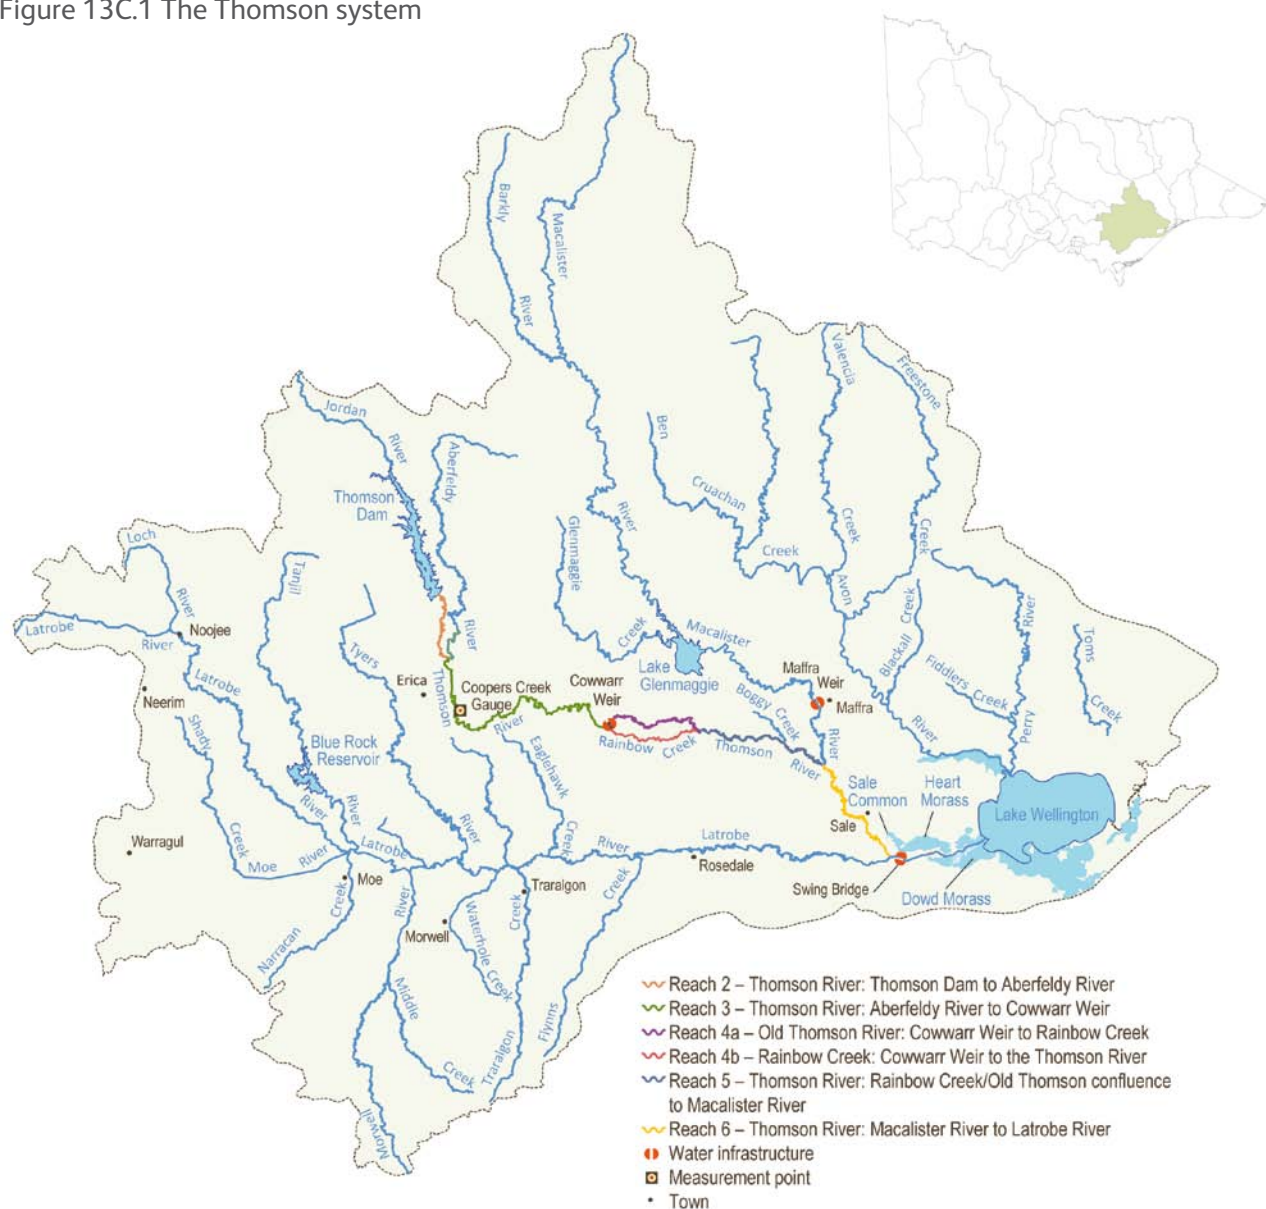 Figure 13C.1 The Thomson system
Barkly
River
Macalister
River
Jordan
River
Aberfeldy
River
Thomson
Dam
Ben
Cruachan
Creek
Valencia
Creek
Freestone
Creek
Glenmaggie
Creek
Loch
River
Noojee
Latrobe
River
Tanjil
River
Tyers
River
Latrobe
Neerim
Shady
Creek
Erica
Thomson
Coopers Creek
Gauge
River
Cowwarr
Weir
Lake
Glenmaggie
Macalister
River
Maffra
Weir
Maffra
Boggy
Creek
Avon
River
Blackall Creek
Fiddlers Creek
Perry
River
Toms
Creek
Rainbow
Creek
Thomson
River
Blue Rock
Reservoir
River
Eaglehawk
Creek
Sale
Common
Heart
Morass
Lake Wellington
Sale
Warragul
Moe
River
Latrobe
River
Latrobe
Rosedale
Swing Bridge
Dowd Morass
Moe
Narracan
Creek
Traralgon
Morwell
River
Waterhole Creek
Creek
Traralgon
Flynns
Creek
Middle
Creek
Morwell
Reach 2 – Thomson River: Thomson Dam to Aberfeldy River
Reach 3 – Thomson River: Aberfeldy River to Cowwarr Weir
Reach 4a – Old Thomson River: Cowwarr Weir to Rainbow Creek
Reach 4b – Rainbow Creek: Cowwarr Weir to the Thomson River
Reach 5 – Thomson River: Rainbow Creek/Old Thomson confluence
to Macalister River
Reach 6 – Thomson River: Macalister River to Latrobe River
Water infrastructure
Measurement point
Town